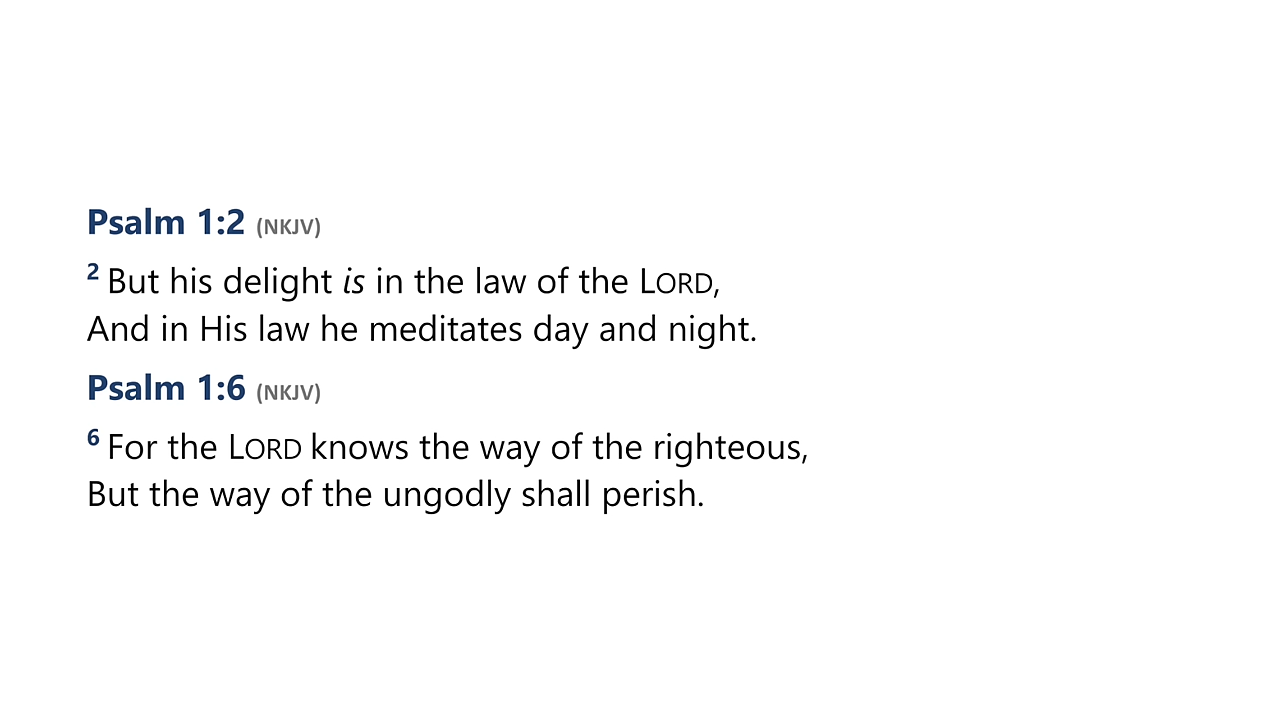 Psalm 1:2 (NKJV)
2 But his delight is in the law of the LORD,
And in His law he meditates day and night.
Psalm 1:6 (NKJV)
6 For the LORD knows the way of the righteous,
But the way of the ungodly shall perish.